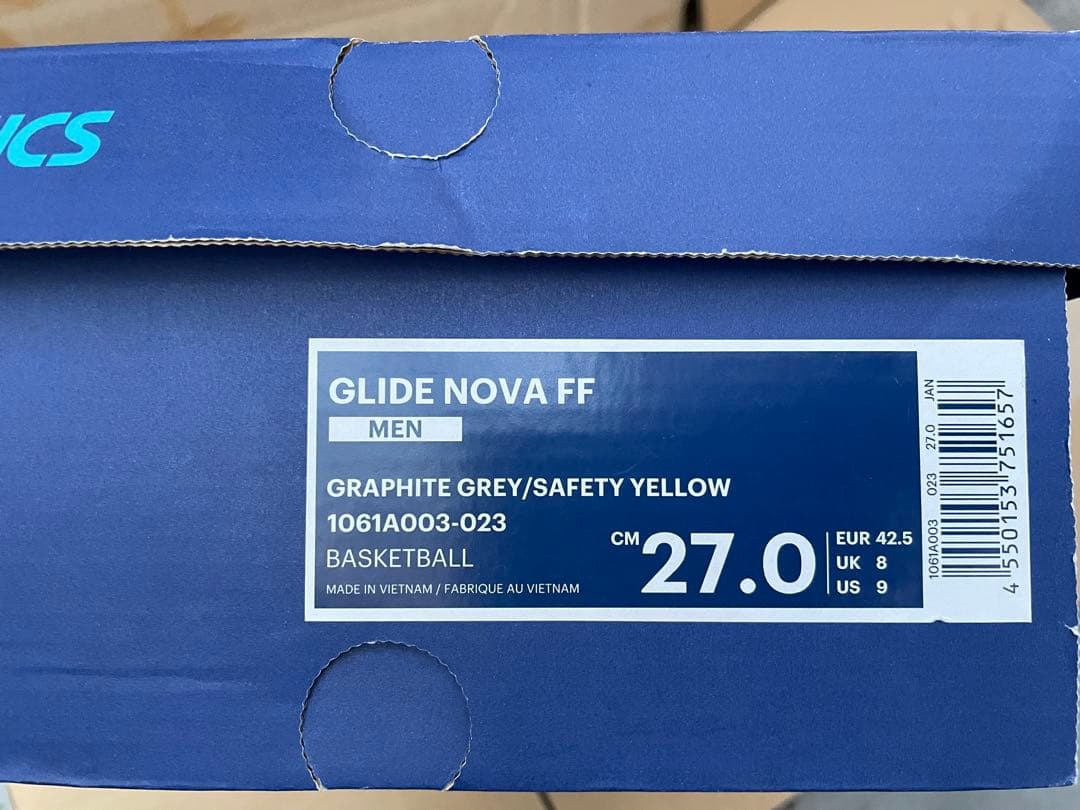 ICS
GLIDE NOVA FF
MEN
GRAPHITE GREY/SAFETY YELLOW
1061A003-023
BASKETBALL
MADE IN VIETNAM / FABRIQUE AU VIETNAM
CM 27.0
EUR 42.5
UK 8
US 9
1061A003 023 27.0 JAN
4 550153 751657